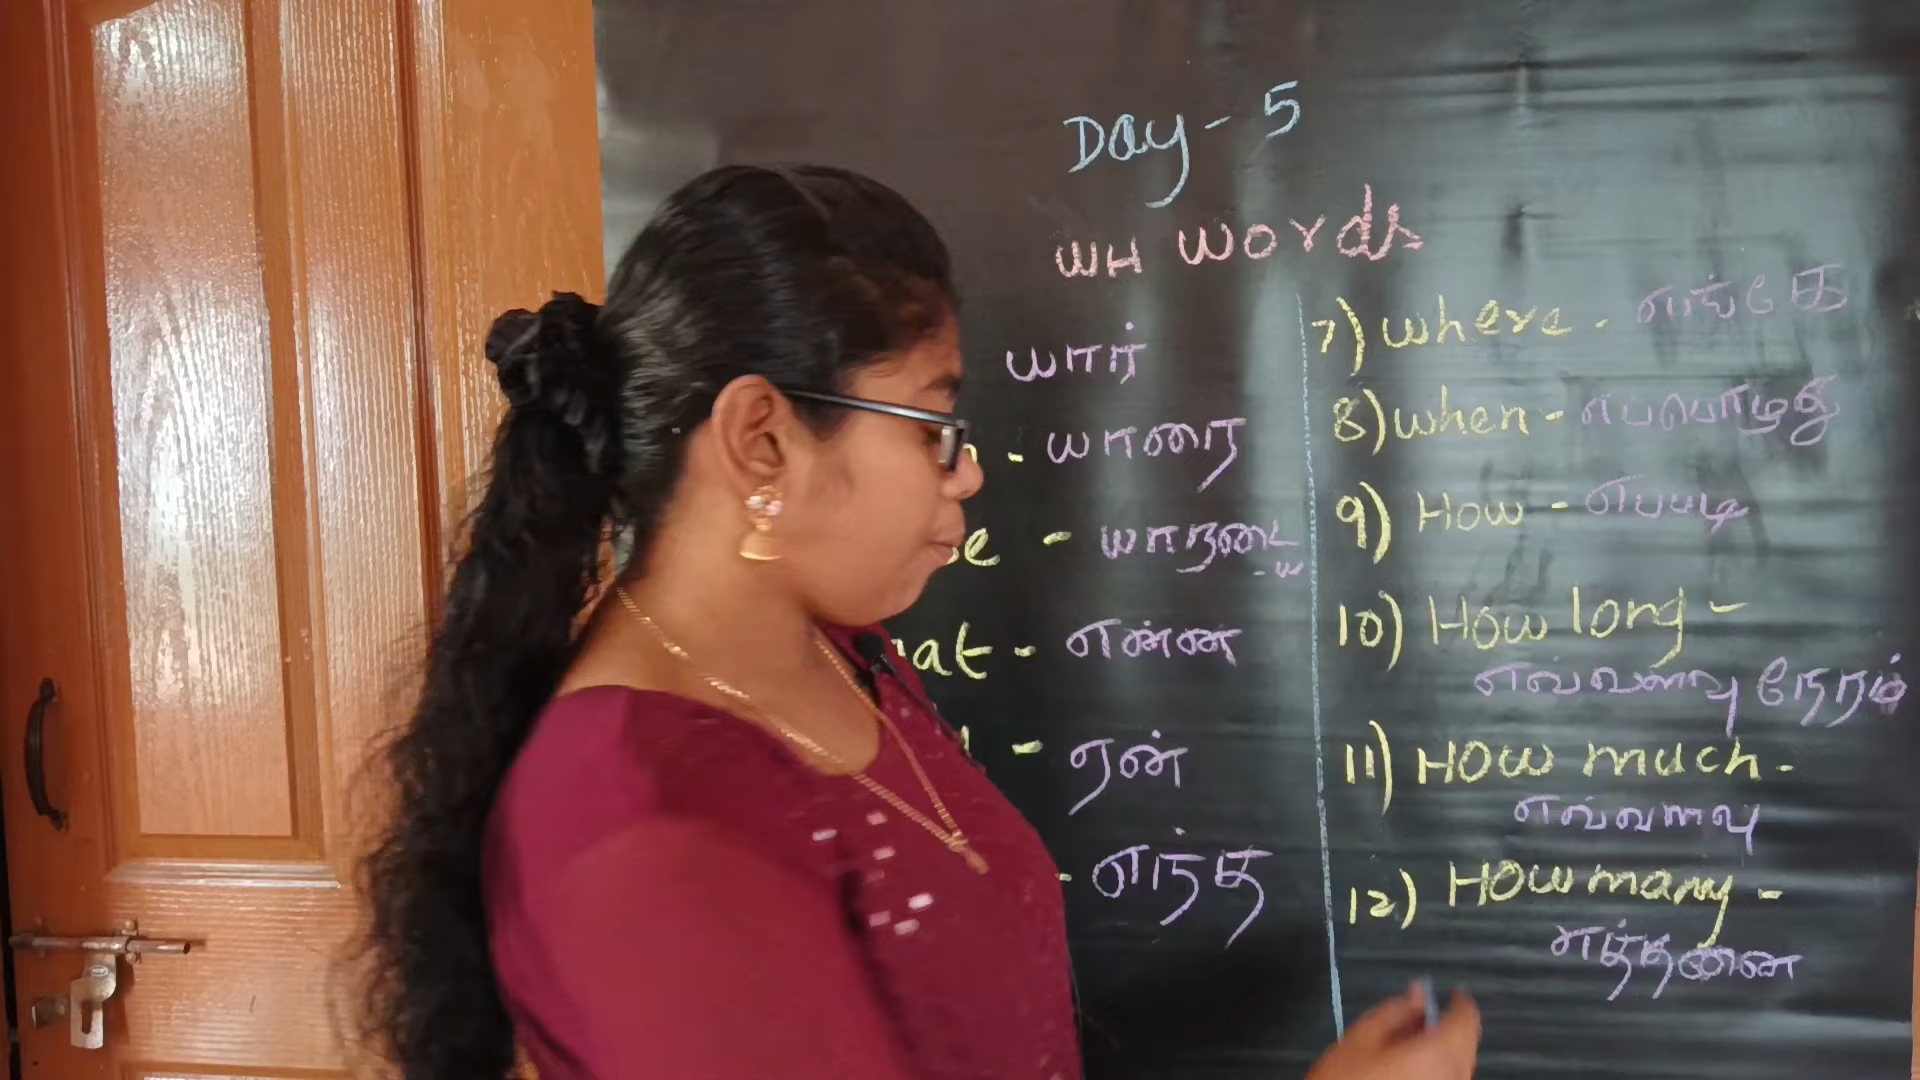 Day - 5
WH words
யார்
- யாரை
se - யாருடைய
at - என்ன
- ஏன்
- எந்த
7) where - எங்கே
8) when - எப்பொழுது
9) How - எப்படி
10) How long -
எவ்வளவு நேரம்
11) How much -
எவ்வளவு
12) How many -
எத்தனை